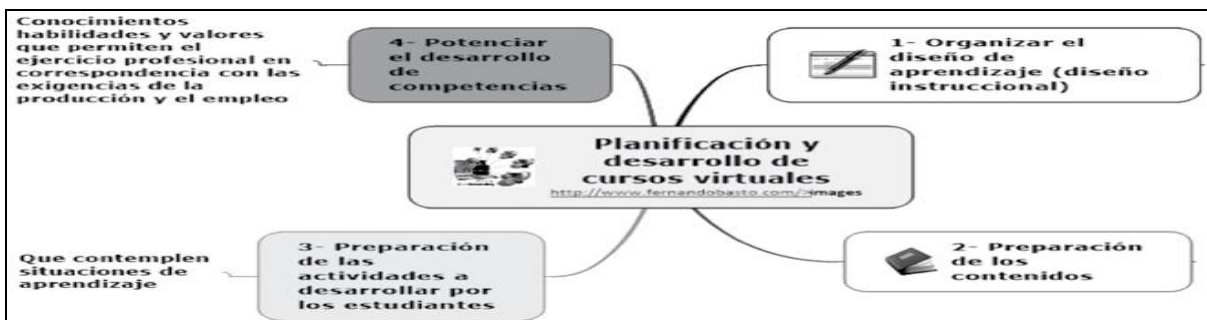 Conocimientos
habilidades y valores
que permiten el
ejercicio profesional en
correspondencia con las
exigencias de la
producción y el empleo
4- Potenciar
el desarrollo
de
competencias
1- Organizar el
diseño de
aprendizaje (diseño
instruccional)
Planificación y
desarrollo de
cursos virtuales
http://www.fernandobasto.com/>images
Que contemplen
situaciones de
aprendizaje
3- Preparación
de las
actividades a
desarrollar por
los estudiantes
2- Preparación
de los
contenidos